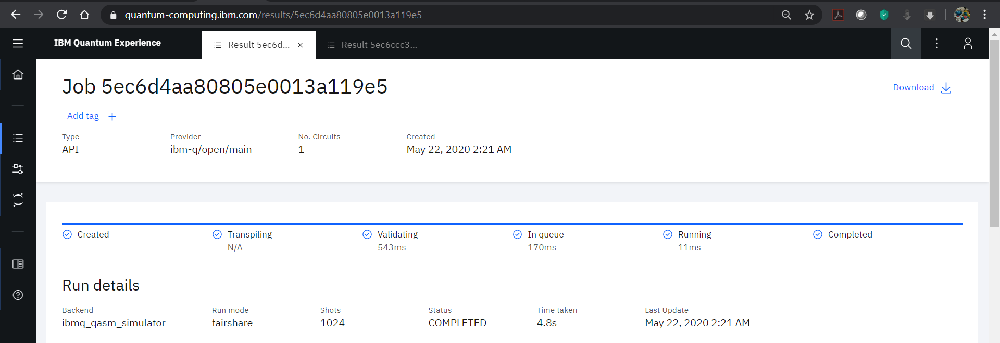 quantum-computing.ibm.com/results/5ec6d4aa80805e0013a119e5
IBM Quantum Experience
Result 5ec6d...
Result 5ec6ccc3...
Job 5ec6d4aa80805e0013a119e5
Download
Add tag +
Type Provider No. Circuits Created
API ibm-q/open/main 1 May 22, 2020 2:21 AM
Created Transpiling Validating In queue Running Completed
N/A 543ms 170ms 11ms
Run details
Backend Run mode Shots Status Time taken Last Update
ibmq_qasm_simulator fairshare 1024 COMPLETED 4.8s May 22, 2020 2:21 AM